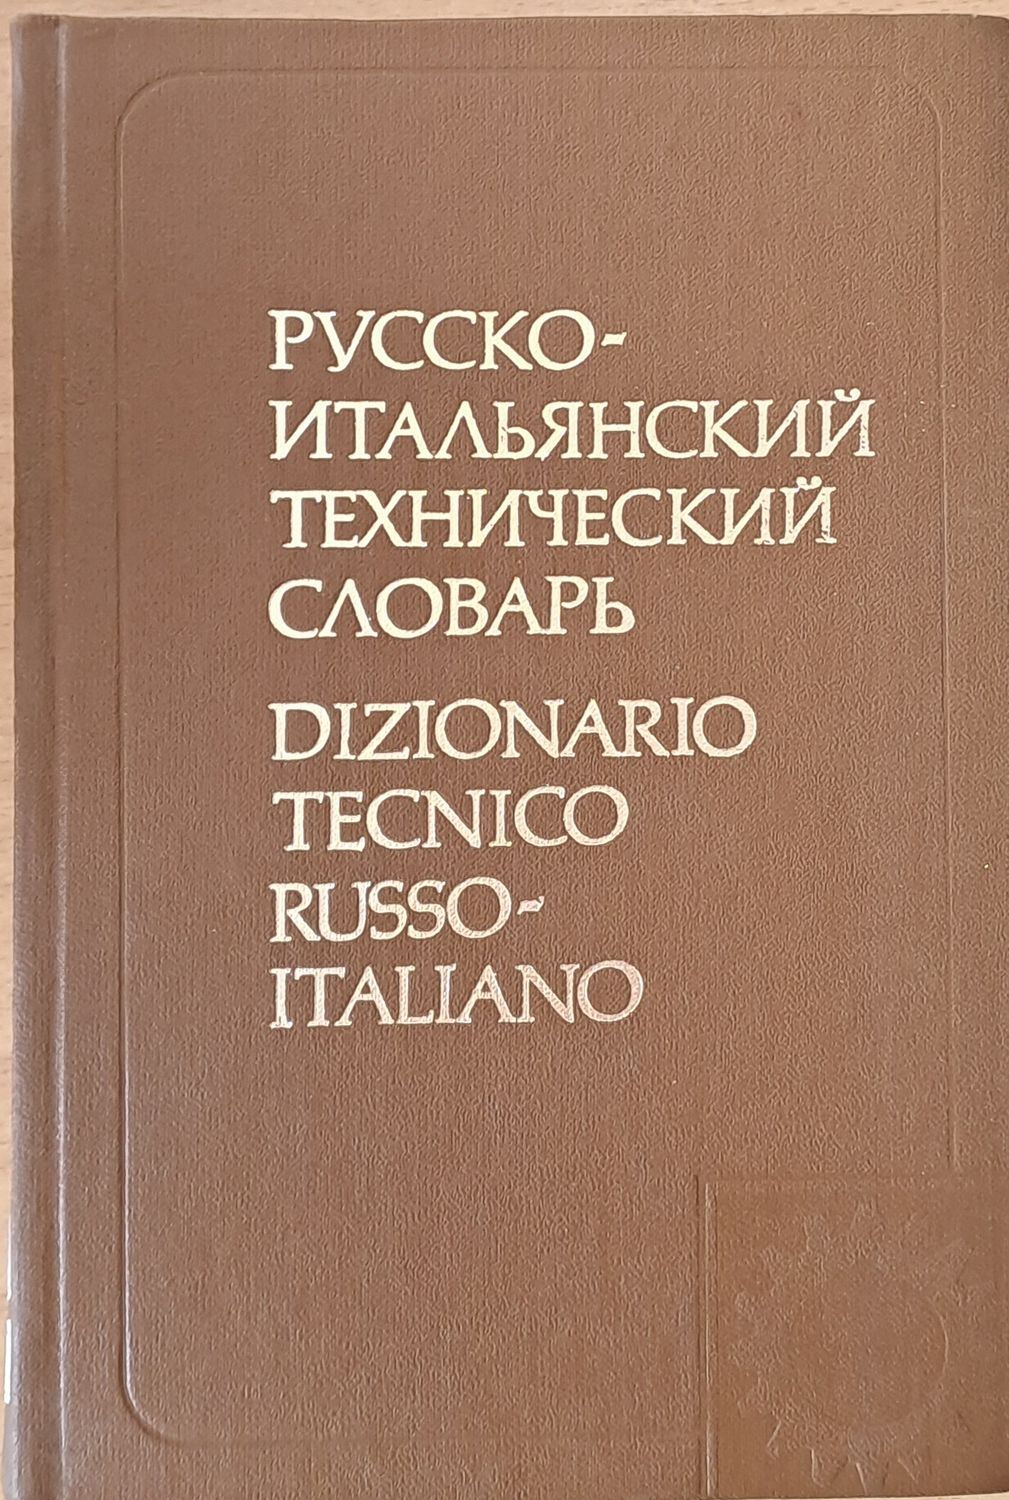 РУССКО-
ИТАЛЬЯНСКИЙ
ТЕХНИЧЕСКИЙ
СЛОВАРЬ
DIZIONARIO
TECNICO
RUSSO-
ITALIANO